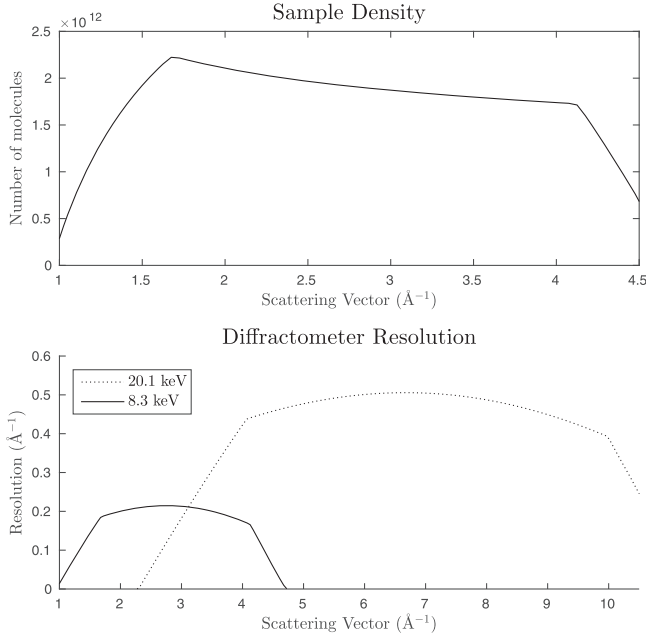 Sample Density
×10 12
2.5
2
1.5
1
0.5
0
Number of molecules
1 1.5 2 2.5 3 3.5 4 4.5
Scattering Vector (Å−1)
Diffractometer Resolution
0.6
0.5
0.4
0.3
0.2
0.1
0
Resolution (Å−1)
20.1 keV
8.3 keV
1 2 3 4 5 6 7 8 9 10
Scattering Vector (Å−1)